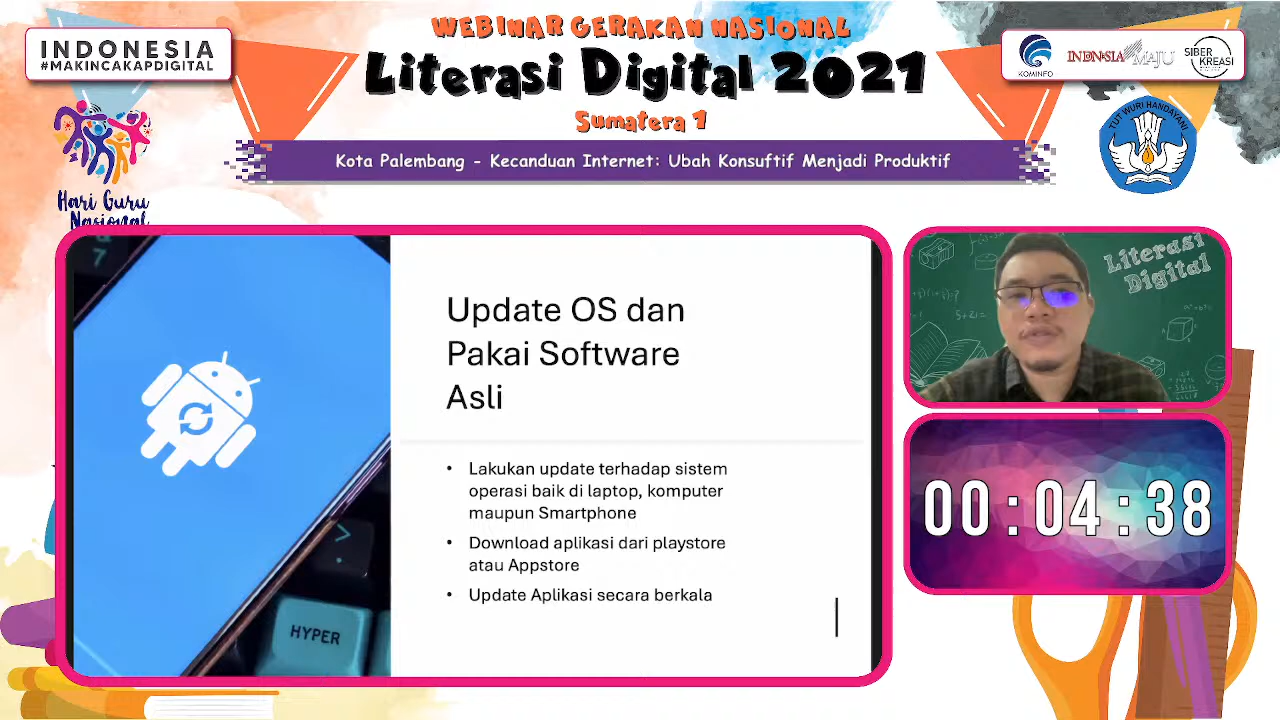 INDONESIA
#MAKINCAKAPDIGITAL
WEBINAR GERAKAN NASIONAL
Literasi Digital 2021
Sumatera 1
Kota Palembang - Kecanduan Internet: Ubah Konsuftif Menjadi Produktif
KOMINFO
INDONESIA MAJU
SIBER
KREASI
TUT WURI HANDAYANI
Hari Guru
Nasional
7
Update OS dan
Pakai Software
Asli
• Lakukan update terhadap sistem
operasi baik di laptop, komputer
maupun Smartphone
• Download aplikasi dari playstore
atau Appstore
• Update Aplikasi secara berkala
HYPER
Literasi
Digital
00:04:38